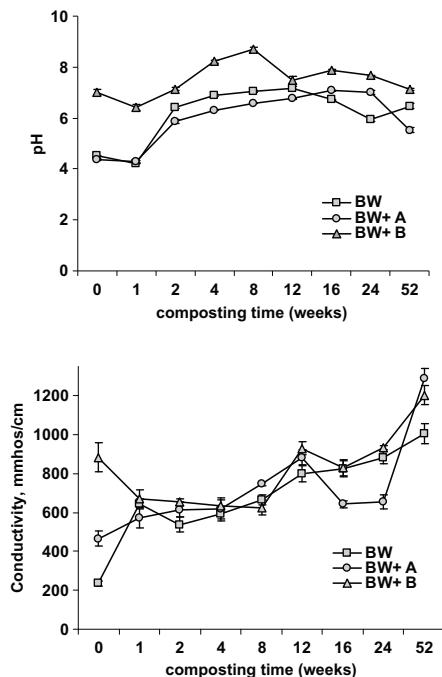 10
8
6
4
2
0
pH
BW
BW+ A
BW+ B
0 1 2 4 8 12 16 24 52
composting time (weeks)
1200
1000
800
600
400
200
0
Conductivity, mmhos/cm
BW
BW+ A
BW+ B
0 1 2 4 8 12 16 24 52
composting time (weeks)